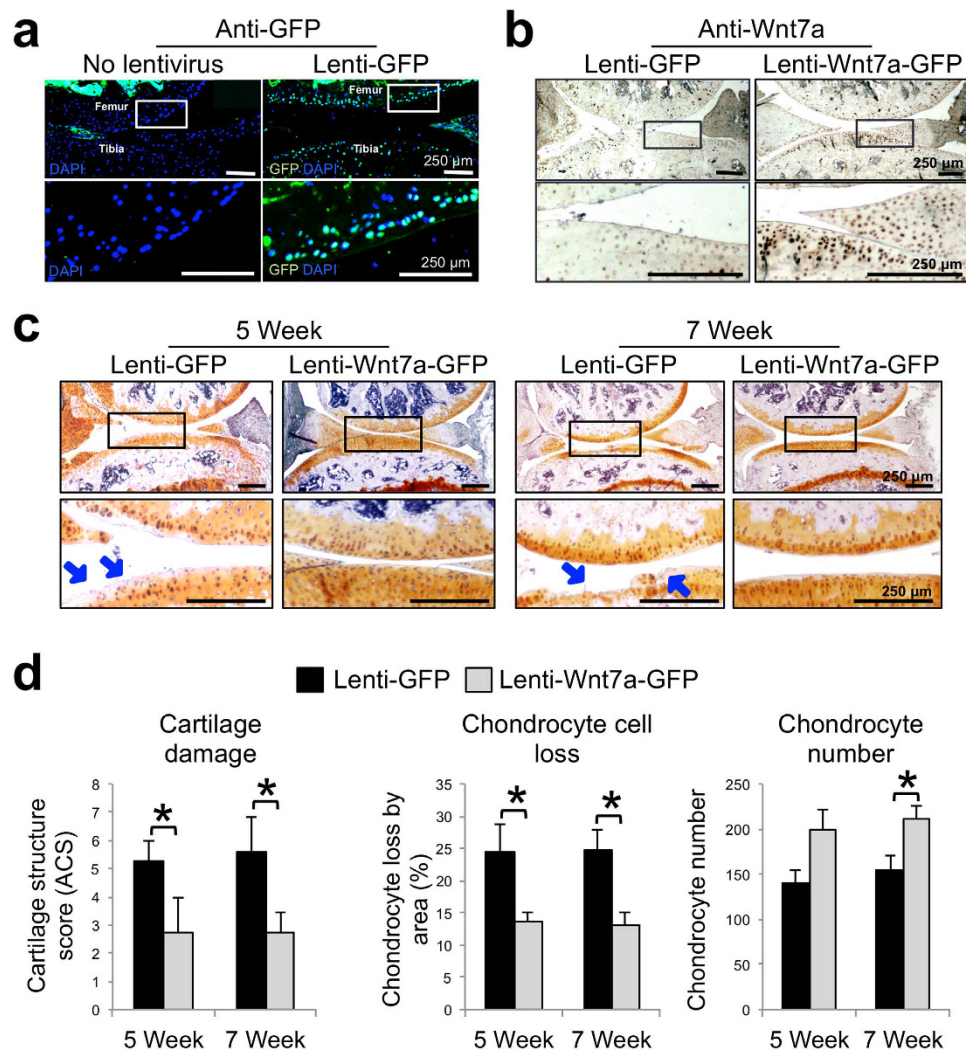 a
Anti-GFP
No lentivirus
Lenti-GFP
Femur
Tibia
DAPI
Femur
Tibia
GFP DAPI
250 µm
DAPI
GFP DAPI
250 µm
b
Anti-Wnt7a
Lenti-GFP
Lenti-Wnt7a-GFP
250 µm
250 µm
c
5 Week
7 Week
Lenti-GFP
Lenti-Wnt7a-GFP
Lenti-GFP
Lenti-Wnt7a-GFP
250 µm
250 µm
d
Lenti-GFP
Lenti-Wnt7a-GFP
Cartilage
damage
Cartilage structure
score (ACS)
8
7
6
5
4
3
2
1
0
*
*
5 Week
7 Week
Chondrocyte cell
loss
Chondrocyte loss by
area (%)
35
30
25
20
15
10
5
0
*
*
5 Week
7 Week
Chondrocyte
number
Chondrocyte number
250
200
150
100
50
0
*
5 Week
7 Week